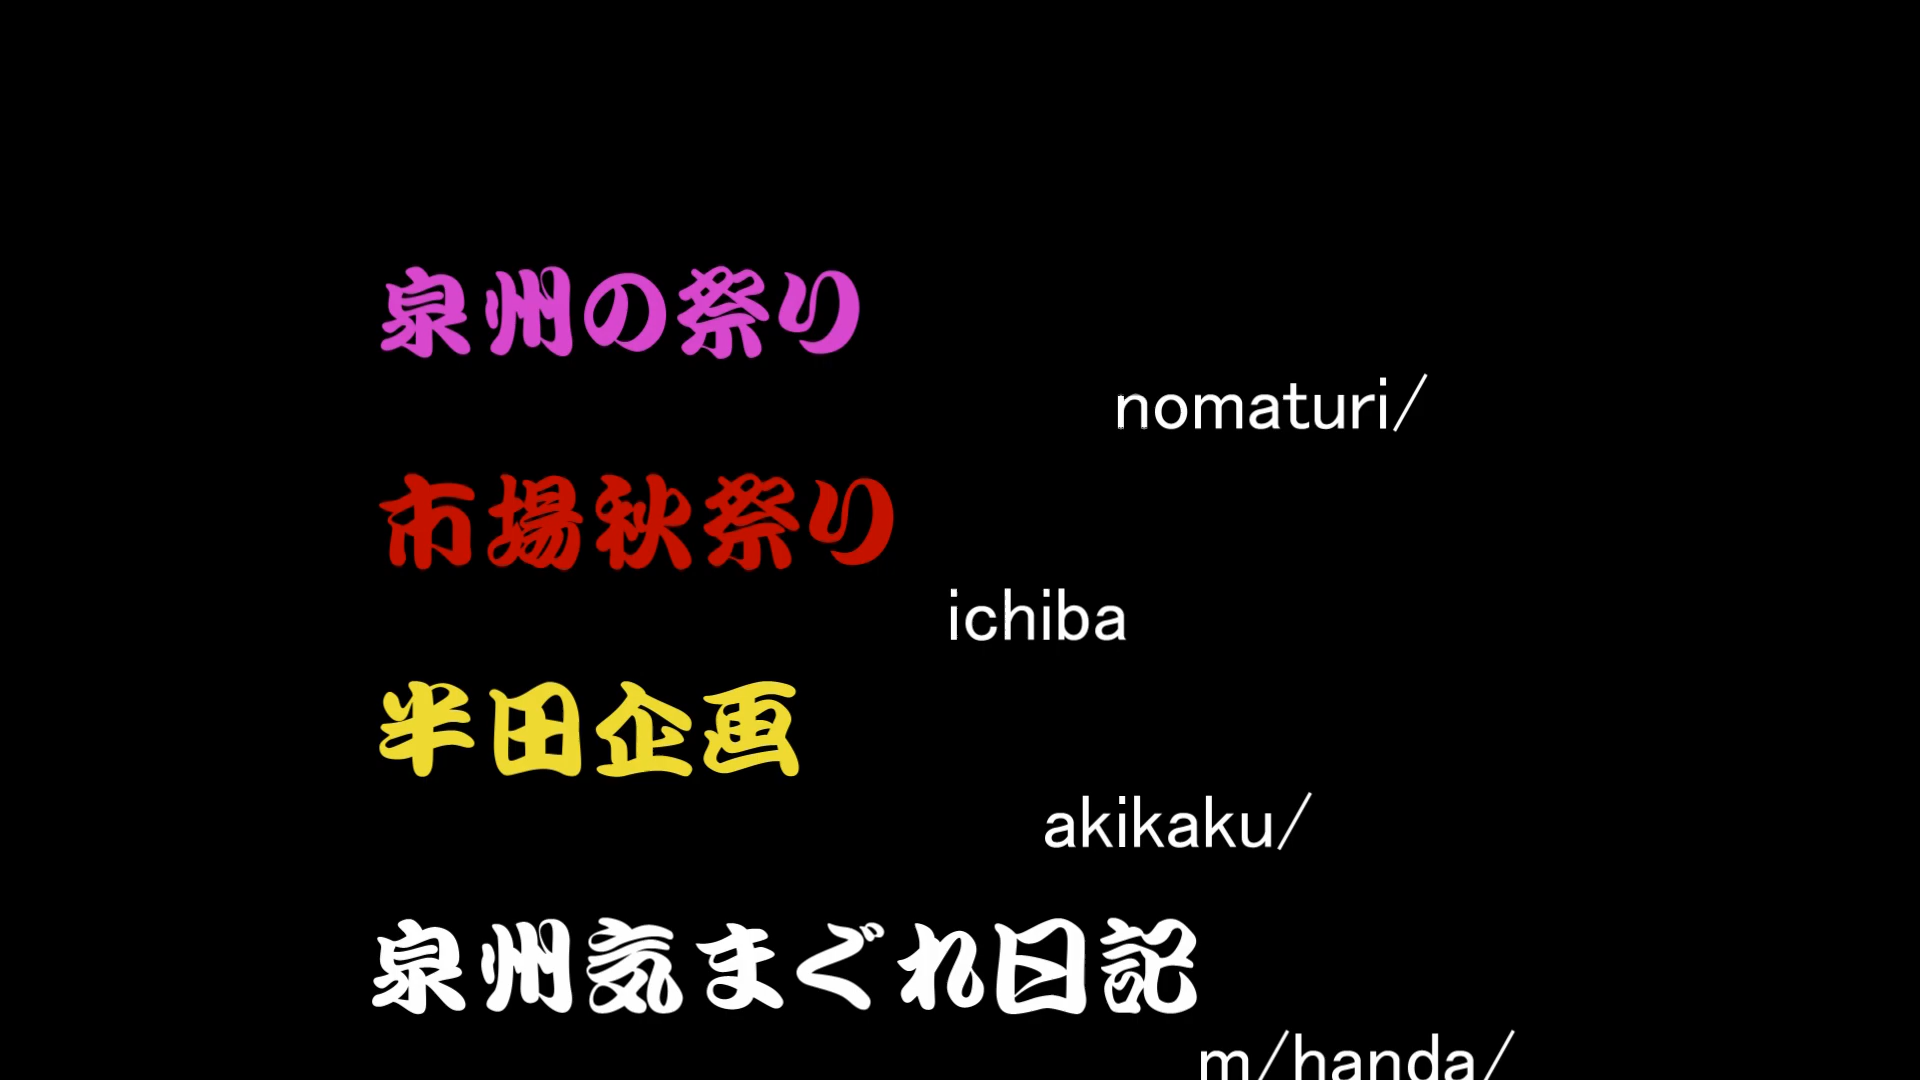 泉州の祭り
nomaturi/
市場秋祭り
ichiba
半田企画
akikaku/
泉州気まぐれ日記
m/handa/